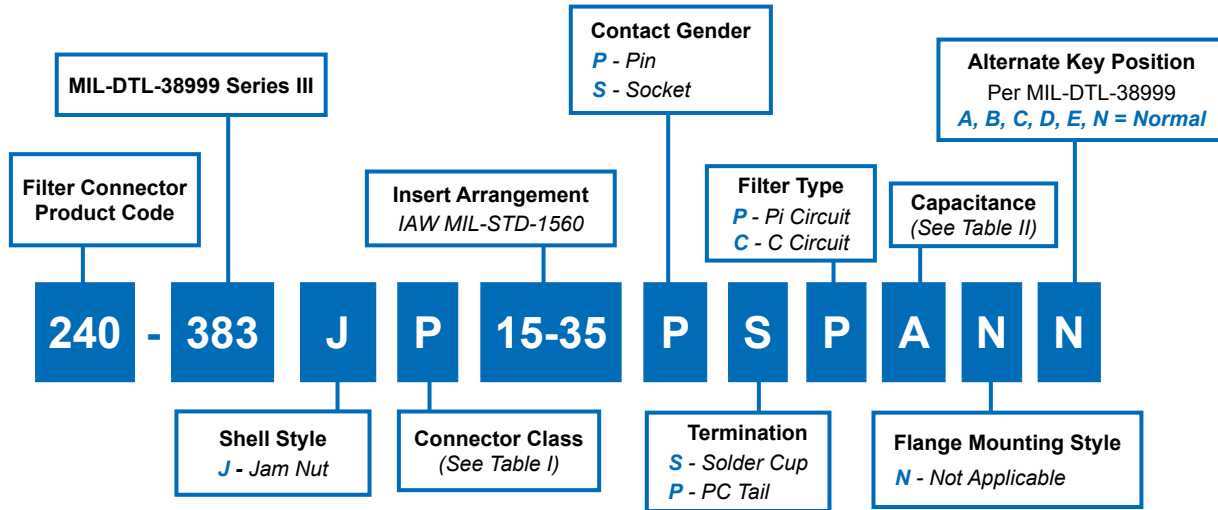 Contact Gender
P - Pin
S - Socket
Alternate Key Position
Per MIL-DTL-38999
A, B, C, D, E, N = Normal
MIL-DTL-38999 Series III
Filter Connector
Product Code
Insert Arrangement
IAW MIL-STD-1560
Filter Type
P - Pi Circuit
C - C Circuit
Capacitance
(See Table II)
240 - 383 J P 15-35 P S P A N N
Shell Style
J - Jam Nut
Connector Class
(See Table I)
Termination
S - Solder Cup
P - PC Tail
Flange Mounting Style
N - Not Applicable